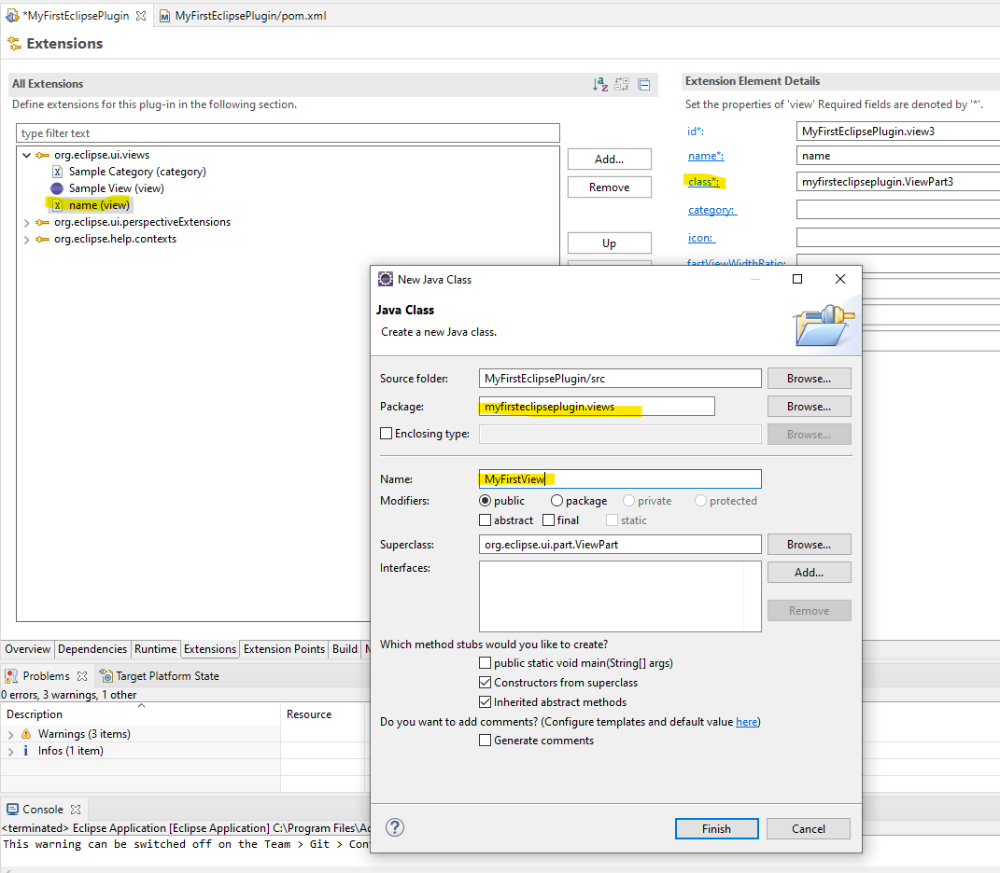 *MyFirstEclipsePlugin MyFirstEclipsePlugin/pom.xml
Extensions
All Extensions
Define extensions for this plug-in in the following section.
type filter text
org.eclipse.ui.views
Sample Category (category)
Sample View (view)
name (view)
org.eclipse.ui.perspectiveExtensions
org.eclipse.help.contexts
Add...
Remove
Up
Extension Element Details
Set the properties of 'view' Required fields are denoted by '*'.
id*: MyFirstEclipsePlugin.view3
name*: name
class*: myfirsteclipseplugin.ViewPart3
category:
icon:
fastViewWidthRatio:
New Java Class
Java Class
Create a new Java class.
Source folder: MyFirstEclipsePlugin/src Browse...
Package: myfirsteclipseplugin.views Browse...
Enclosing type: Browse...
Name: MyFirstView
Modifiers: public package private protected
abstract final static
Superclass: org.eclipse.ui.part.ViewPart Browse...
Interfaces: Add...
Remove
Which method stubs would you like to create?
public static void main(String[] args)
Constructors from superclass
Inherited abstract methods
Do you want to add comments? (Configure templates and default value here)
Generate comments
? Finish Cancel
Overview Dependencies Runtime Extensions Extension Points Build
Problems Target Platform State
0 errors, 3 warnings, 1 other
Description Resource
Warnings (3 items)
Infos (1 item)
Console
<terminated> Eclipse Application [Eclipse Application] C:\Program Files\
This warning can be switched off on the Team > Git >